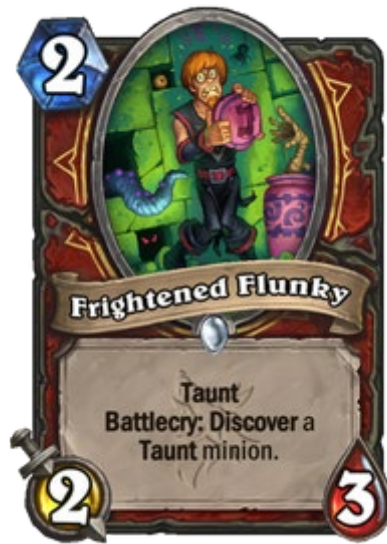 2
Frightened Flunky
Taunt
Battlecry: Discover a
Taunt minion.
2
3